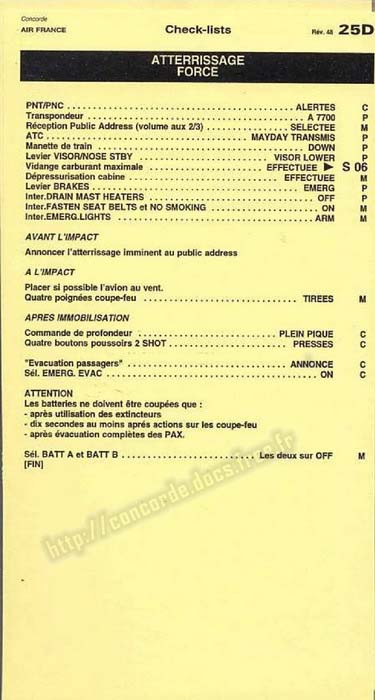 Concorde
AIR FRANCE Check-lists Rév. 48 25D
ATTERRISSAGE
FORCE
PNT/PNC ........ ALERTES C
Transpondeur ........ A 7700 P
Réception Public Address (volume aux 2/3) ........ SELECTEE M
ATC ........ MAYDAY TRANSMIS P
Manette de train ........ DOWN P
Levier VISOR/NOSE STBY ........ VISOR LOWER P
Vidange carburant maximale ........ EFFECTUEE ► S 06
Dépressurisation cabine ........ EFFECTUEE M
Levier BRAKES ........ EMERG P
Inter.DRAIN MAST HEATERS ........ OFF P
Inter.FASTEN SEAT BELTS et NO SMOKING ........ ON M
Inter.EMERG.LIGHTS ........ ARM M
AVANT L'IMPACT
Annoncer l'atterrissage imminent au public address
A L'IMPACT
Placer si possible l'avion au vent.
Quatre poignées coupe-feu ........ TIREES M
APRES IMMOBILISATION
Commande de profondeur ........ PLEIN PIQUE C
Quatre boutons poussoirs 2 SHOT ........ PRESSES C
"Evacuation passagers" ........ ANNONCE C
Sél. EMERG. EVAC ........ ON C
ATTENTION
Les batteries ne doivent être coupées que :
- après utilisation des extincteurs
- dix secondes au moins aprés actions sur les coupe-feu
- après évacuation complètes des PAX.
Sél. BATT A et BATT B ........ Les deux sur OFF M
[FIN]
http://concorde.docs.free.fr